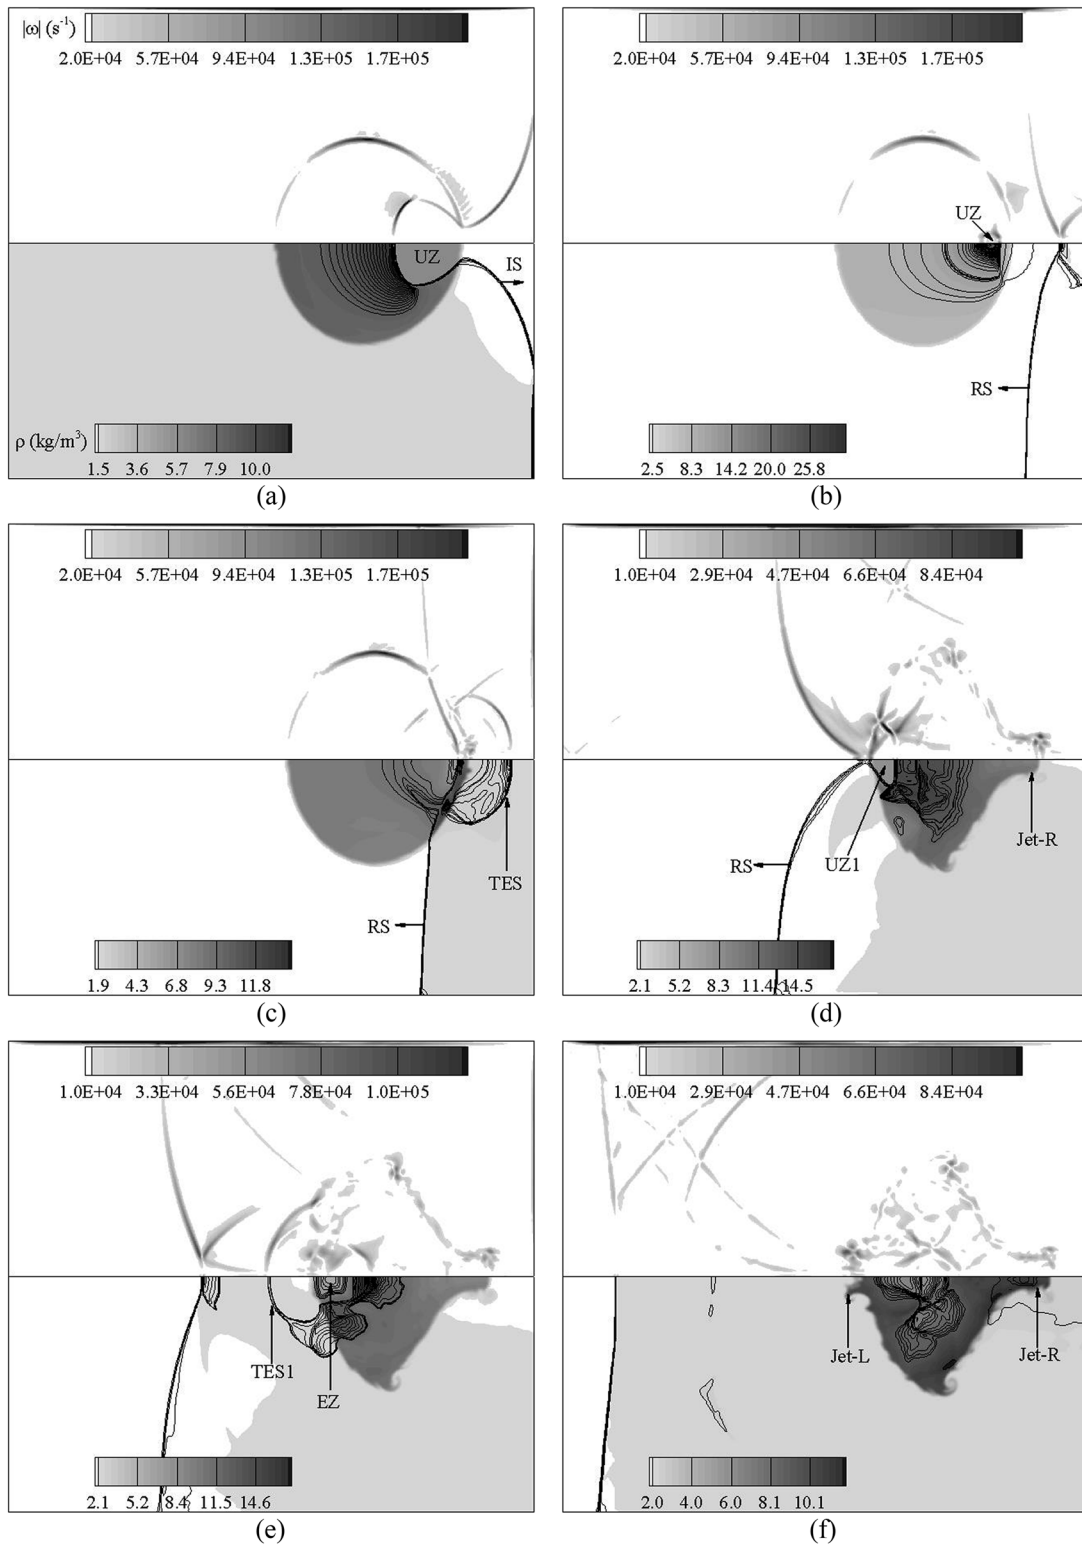 |ω| (s⁻¹)
2.0E+04 5.7E+04 9.4E+04 1.3E+05 1.7E+05
UZ
IS
ρ (kg/m³)
1.5 3.6 5.7 7.9 10.0
(a)
2.0E+04 5.7E+04 9.4E+04 1.3E+05 1.7E+05
UZ
RS
2.5 8.3 14.2 20.0 25.8
(b)
2.0E+04 5.7E+04 9.4E+04 1.3E+05 1.7E+05
TES
RS
1.9 4.3 6.8 9.3 11.8
(c)
1.0E+04 2.9E+04 4.7E+04 6.6E+04 8.4E+04
Jet-R
RS
UZ1
2.1 5.2 8.3 11.4 14.5
(d)
1.0E+04 3.3E+04 5.6E+04 7.8E+04 1.0E+05
TES1
EZ
2.1 5.2 8.4 11.5 14.6
(e)
1.0E+04 2.9E+04 4.7E+04 6.6E+04 8.4E+04
Jet-L
Jet-R
2.0 4.0 6.0 8.1 10.1
(f)